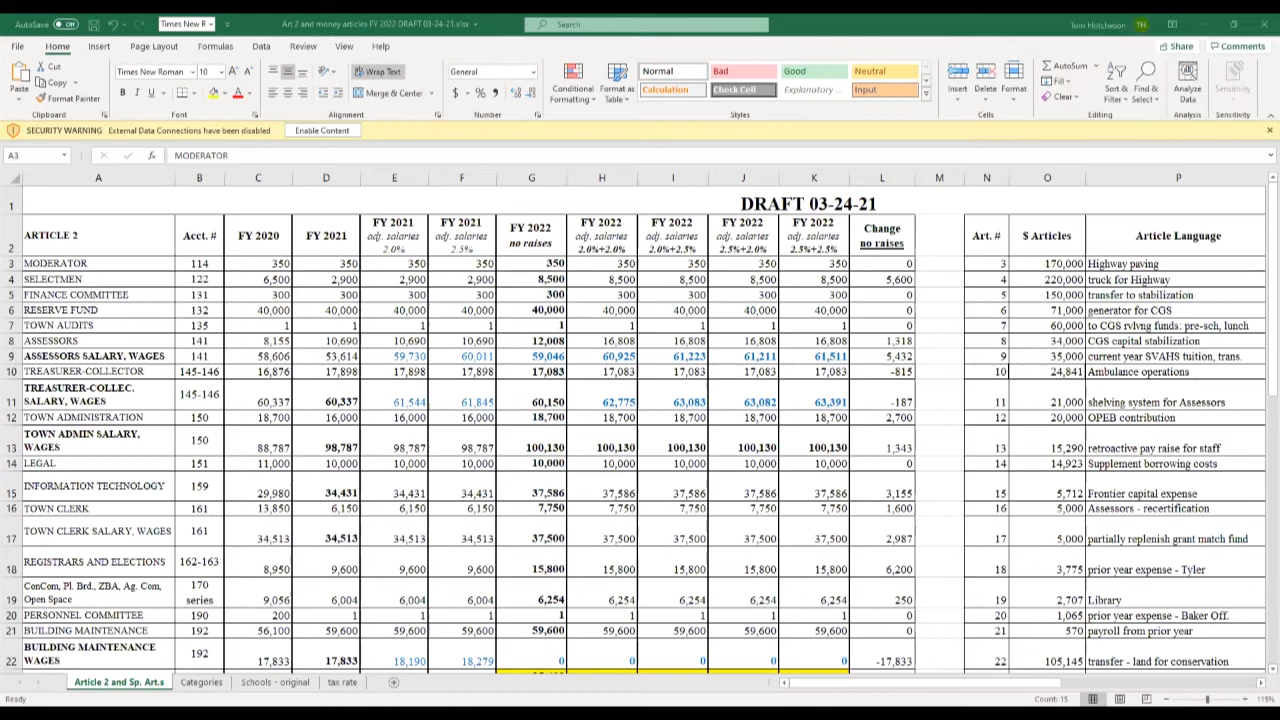 AutoSave Off Times New R Art 2 and money articles FY 2022 DRAFT 03-24-21.xlsx Search Tom Hutcheson TH
File Home Insert Page Layout Formulas Data Review View Help Share Comments
Paste Cut Copy Format Painter Times New Roman 10 Wrap Text Merge & Center General Conditional Formatting Format as Table Normal Bad Good Neutral Calculation Check Cell Explanatory ... Input Insert Delete Format AutoSum Fill Clear Sort & Filter Find & Select Analyze Data Sensitivity
Clipboard Font Alignment Number Styles Cells Editing Analysis Sensitivity
SECURITY WARNING External Data Connections have been disabled Enable Content
A3 fx MODERATOR
A B C D E F G H I J K L M N O P
1 DRAFT 03-24-21
2 ARTICLE 2 Acct. # FY 2020 FY 2021 FY 2021 adj. salaries 2.0% FY 2021 adj. salaries 2.5% FY 2022 no raises FY 2022 adj. salaries 2.0%+2.0% FY 2022 adj. salaries 2.0%+2.5% FY 2022 adj. salaries 2.5%+2.0% FY 2022 adj. salaries 2.5%+2.5% Change no raises Art. # $ Articles Article Language
3 MODERATOR 114 350 350 350 350 350 350 350 350 350 0 3 170,000 Highway paving
4 SELECTMEN 122 6,500 2,900 2,900 2,900 8,500 8,500 8,500 8,500 8,500 5,600 4 220,000 truck for Highway
5 FINANCE COMMITTEE 131 300 300 300 300 300 300 300 300 300 0 5 150,000 transfer to stabilization
6 RESERVE FUND 132 40,000 40,000 40,000 40,000 40,000 40,000 40,000 40,000 40,000 0 6 71,000 generator for CGS
7 TOWN AUDITS 135 1 1 1 1 1 1 1 1 1 0 7 60,000 to CGS rvlvng funds: pre-sch, lunch
8 ASSESSORS 141 8,155 10,690 10,690 10,690 12,008 16,808 16,808 16,808 16,808 1,318 8 34,000 CGS capital stabilization
9 ASSESSORS SALARY, WAGES 141 58,606 53,614 59,730 60,011 59,046 60,925 61,223 61,211 61,511 5,432 9 35,000 current year SVAHS tuition, trans.
10 TREASURER-COLLECTOR 145-146 16,876 17,898 17,898 17,898 17,083 17,083 17,083 17,083 17,083 -815 10 24,841 Ambulance operations
11 TREASURER-COLLEC. SALARY, WAGES 145-146 60,337 60,337 61,544 61,845 60,150 62,775 63,083 63,082 63,391 -187 11 21,000 shelving system for Assessors
12 TOWN ADMINISTRATION 150 18,700 16,000 16,000 16,000 18,700 18,700 18,700 18,700 18,700 2,700 12 20,000 OPEB contribution
13 TOWN ADMIN SALARY, WAGES 150 88,787 98,787 98,787 98,787 100,130 100,130 100,130 100,130 100,130 1,343 13 15,290 retroactive pay raise for staff
14 LEGAL 151 11,000 10,000 10,000 10,000 10,000 10,000 10,000 10,000 10,000 0 14 14,923 Supplement borrowing costs
15 INFORMATION TECHNOLOGY 159 29,980 34,431 34,431 34,431 37,586 37,586 37,586 37,586 37,586 3,155 15 5,712 Frontier capital expense
16 TOWN CLERK 161 13,850 6,150 6,150 6,150 7,750 7,750 7,750 7,750 7,750 1,600 16 5,000 Assessors - recertification
17 TOWN CLERK SALARY, WAGES 161 34,513 34,513 34,513 34,513 37,500 37,500 37,500 37,500 37,500 2,987 17 5,000 partially replenish grant match fund
18 REGISTRARS AND ELECTIONS 162-163 8,950 9,600 9,600 9,600 15,800 15,800 15,800 15,800 15,800 6,200 18 3,775 prior year expense - Tyler
19 ConCom, Pl. Brd., ZBA, Ag. Com, Open Space 170 series 9,056 6,004 6,004 6,004 6,254 6,254 6,254 6,254 6,254 250 19 2,707 Library
20 PERSONNEL COMMITTEE 190 200 1 1 1 1 1 1 1 1 0 20 1,065 prior year expense - Baker Off.
21 BUILDING MAINTENANCE 192 56,100 59,600 59,600 59,600 59,600 59,600 59,600 59,600 59,600 0 21 570 payroll from prior year
22 BUILDING MAINTENANCE WAGES 192 17,833 17,833 18,190 18,279 0 0 0 0 0 -17,833 22 105,145 transfer - land for conservation
Article 2 and Sp. Art.s Categories Schools - original tax rate
Ready Count: 15 115%